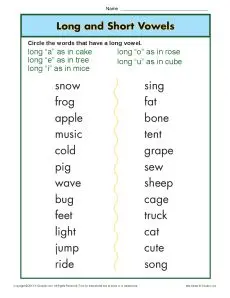 Name :
Long and Short Vowels
Circle the words that have a long vowel.
long "a" as in cake long "o" as in rose
long "e" as in tree long "u" as in cube
long "i" as in mice
snow sing
frog fat
apple bone
music tent
cold grape
pig sew
wave sheep
bug cage
feet truck
light cat
jump cute
ride song